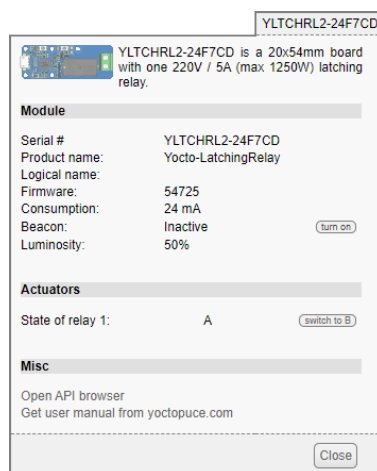 YLTCHRL2-24F7CD
YLTCHRL2-24F7CD is a 20x54mm board
with one 220V / 5A (max 1250W) latching
relay.
Module
Serial # YLTCHRL2-24F7CD
Product name: Yocto-LatchingRelay
Logical name:
Firmware: 54725
Consumption: 24 mA
Beacon: Inactive turn on
Luminosity: 50%
Actuators
State of relay 1: A switch to B
Misc
Open API browser
Get user manual from yoctopuce.com
Close